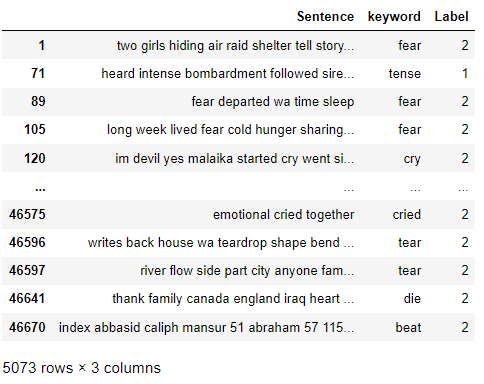 Sentence keyword Label
1 two girls hiding air raid shelter tell story... fear 2
71 heard intense bombardment followed sire... tense 1
89 fear departed wa time sleep fear 2
105 long week lived fear cold hunger sharing... fear 2
120 im devil yes malaika started cry went si... cry 2
... ... ... ...
46575 emotional cried together cried 2
46596 writes back house wa teardrop shape bend ... tear 2
46597 river flow side part city anyone fam... tear 2
46641 thank family canada england iraq heart ... die 2
46670 index abbasid caliph mansur 51 abraham 57 115... beat 2
5073 rows × 3 columns